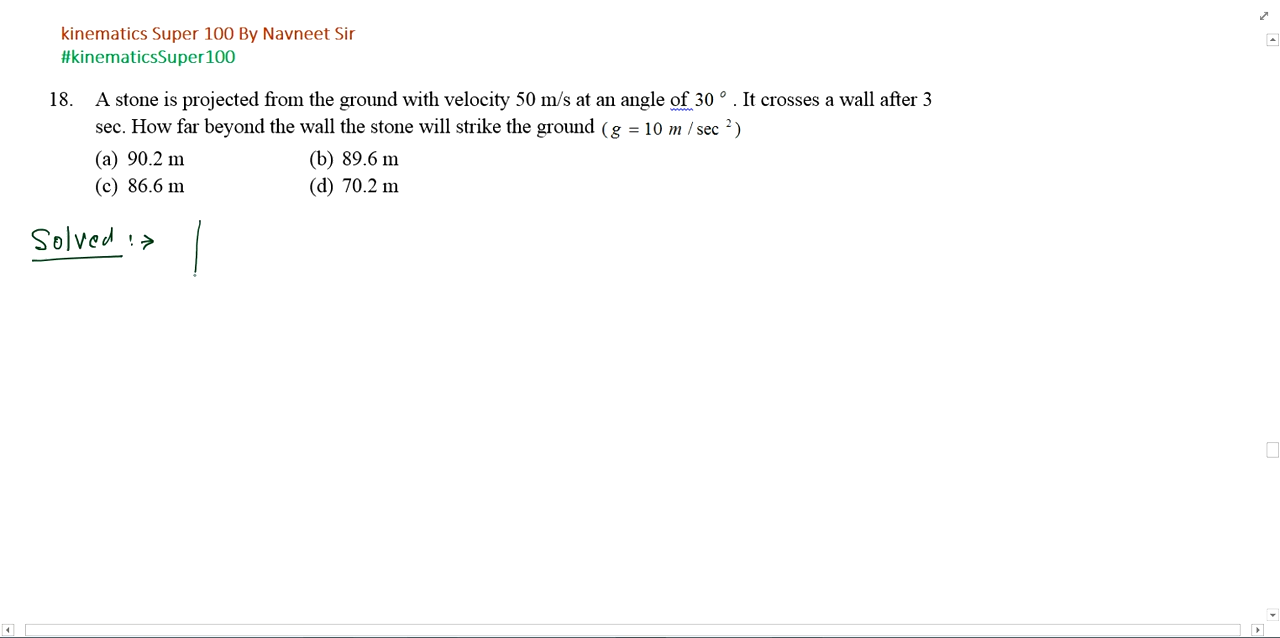 kinematics Super 100 By Navneet Sir
#kinematicsSuper100
18. A stone is projected from the ground with velocity 50 m/s at an angle of 30 °. It crosses a wall after 3
sec. How far beyond the wall the stone will strike the ground (g = 10 m / sec ²)
(a) 90.2 m (b) 89.6 m
(c) 86.6 m (d) 70.2 m
Solved :->